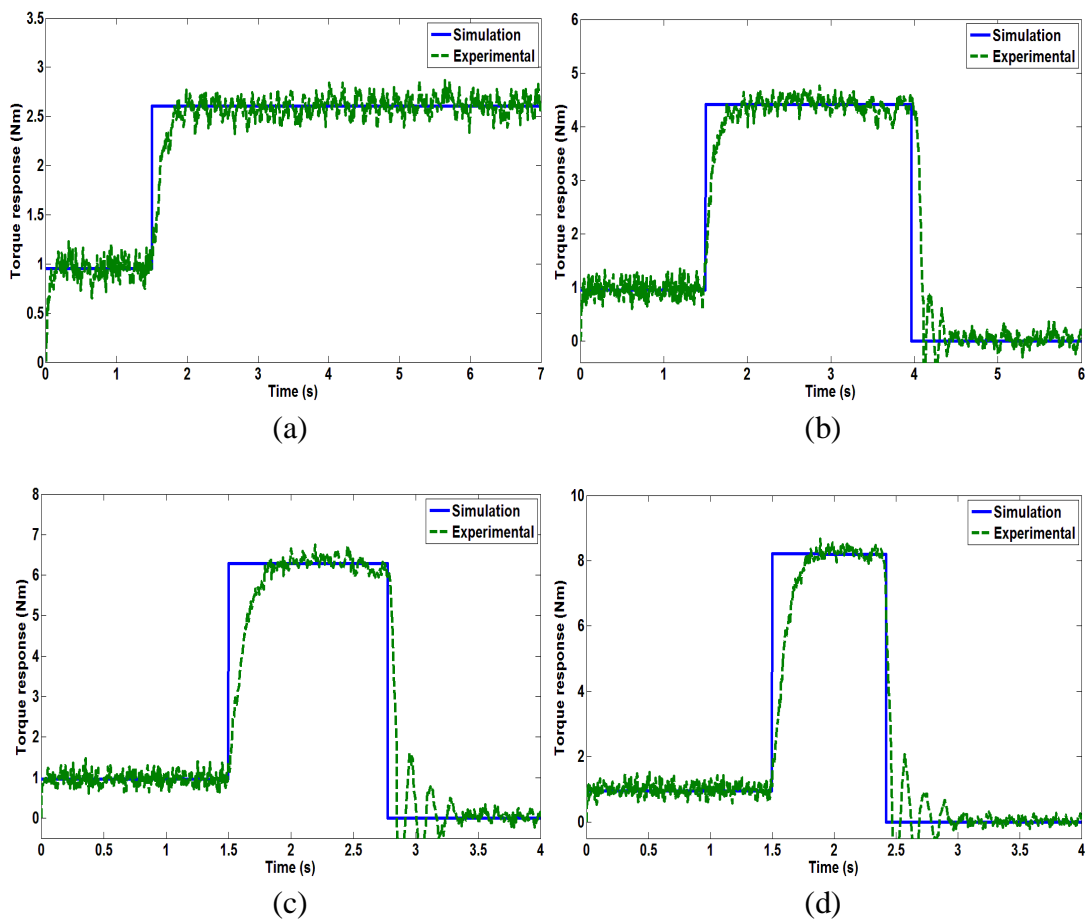 3.5
3
2.5
2
1.5
1
0.5
0
Torque response (Nm)
Simulation
Experimental
0 1 2 3 4 5 6 7
Time (s)
(a)
6
5
4
3
2
1
0
Torque response (Nm)
Simulation
Experimental
0 1 2 3 4 5 6
Time (s)
(b)
8
7
6
5
4
3
2
1
0
Torque response (Nm)
Simulation
Experimental
0 0.5 1 1.5 2 2.5 3 3.5 4
Time (s)
(c)
10
8
6
4
2
0
Torque response (Nm)
Simulation
Experimental
0 0.5 1 1.5 2 2.5 3 3.5 4
Time (s)
(d)